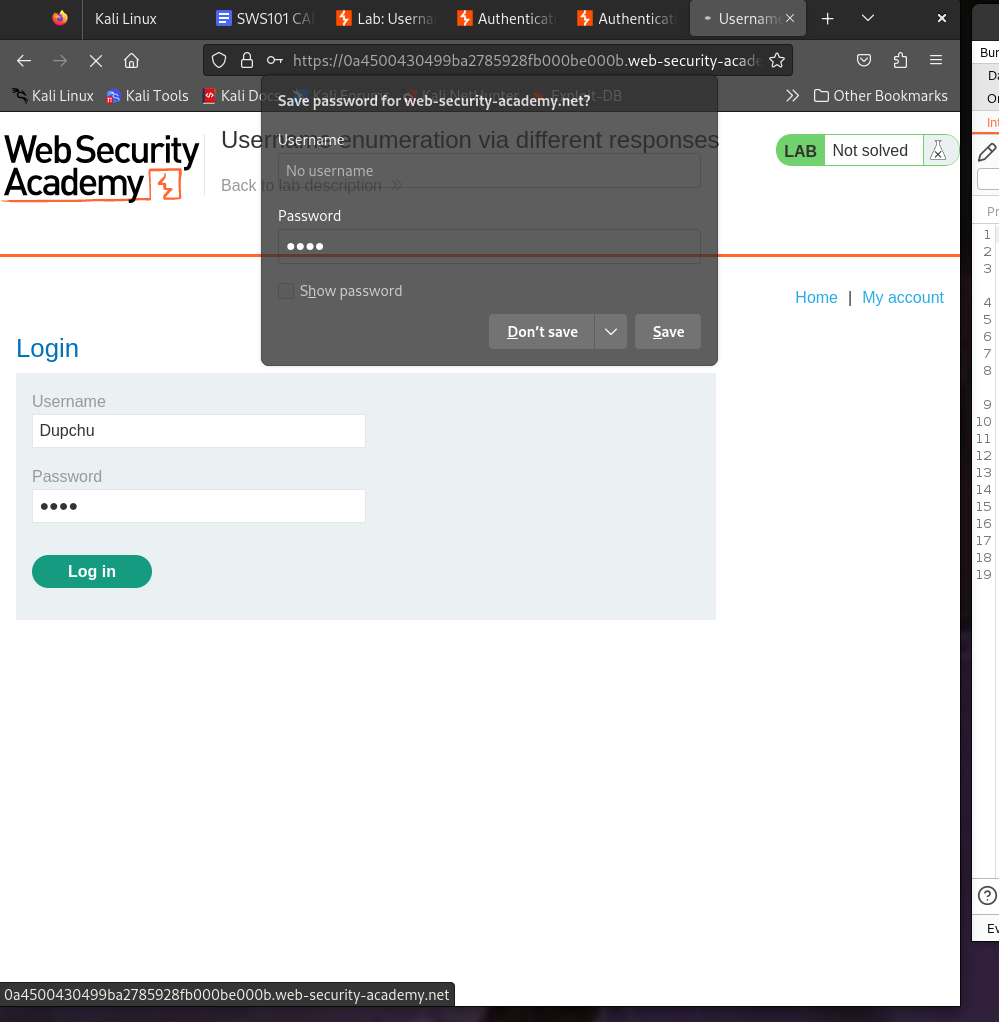 Kali Linux
SWS101 CA
Lab: Userna
Authenticat
Authenticat
Username
https://0a4500430499ba2785928fb000be000b.web-security-acade
Kali Linux
Kali Tools
Kali Docs
Kali Forums
Kali NetHunter
Exploit-DB
Other Bookmarks
Save password for web-security-academy.net?
Username
No username
Password
●●●●
Show password
Don't save
Save
Web Security
Academy
Username enumeration via different responses
Back to lab description
LAB
Not solved
Home | My account
Login
Username
Dupchu
Password
●●●●
Log in
0a4500430499ba2785928fb000be000b.web-security-academy.net
Bur
Da
Or
Int
Pr
1
2
3
4
5
6
7
8
9
10
11
12
13
14
15
16
17
18
19
Ev